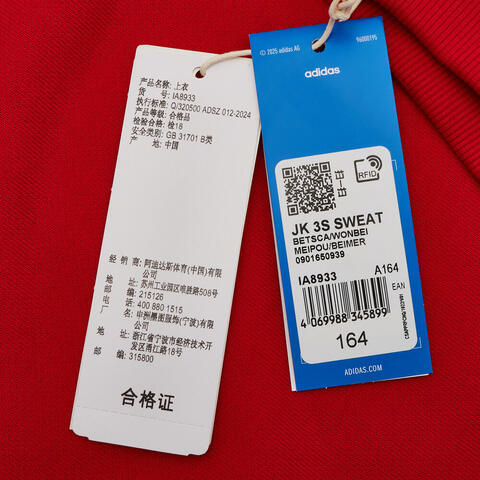 产品名称: 上衣
货 号: IA8933
执行标准: Q/320500 ADSZ 012-2024
产品等级: 合格品
检验合格: 检18
安全类别: GB 31701 B类
产 地: 中国
经 销 商: 阿迪达斯体育(中国)有限公司
地 址: 苏州工业园区唯胜路508号
邮 编: 215126
电 话: 400 880 1515
厂 名: 申洲
服饰(宁波)有限公司
地 址: 浙江省宁波市经济技术开发区甬江路18号
邮 编: 315800
合格证
© 2025 adidas AG
96000195
adidas
RFID
JK 3S SWEAT
BETSCA/WONBEI
MEIPOU/BEIMER
0901650939
IA8933
A164
EAN
4 069988 345899
164
ADIDAS.COM